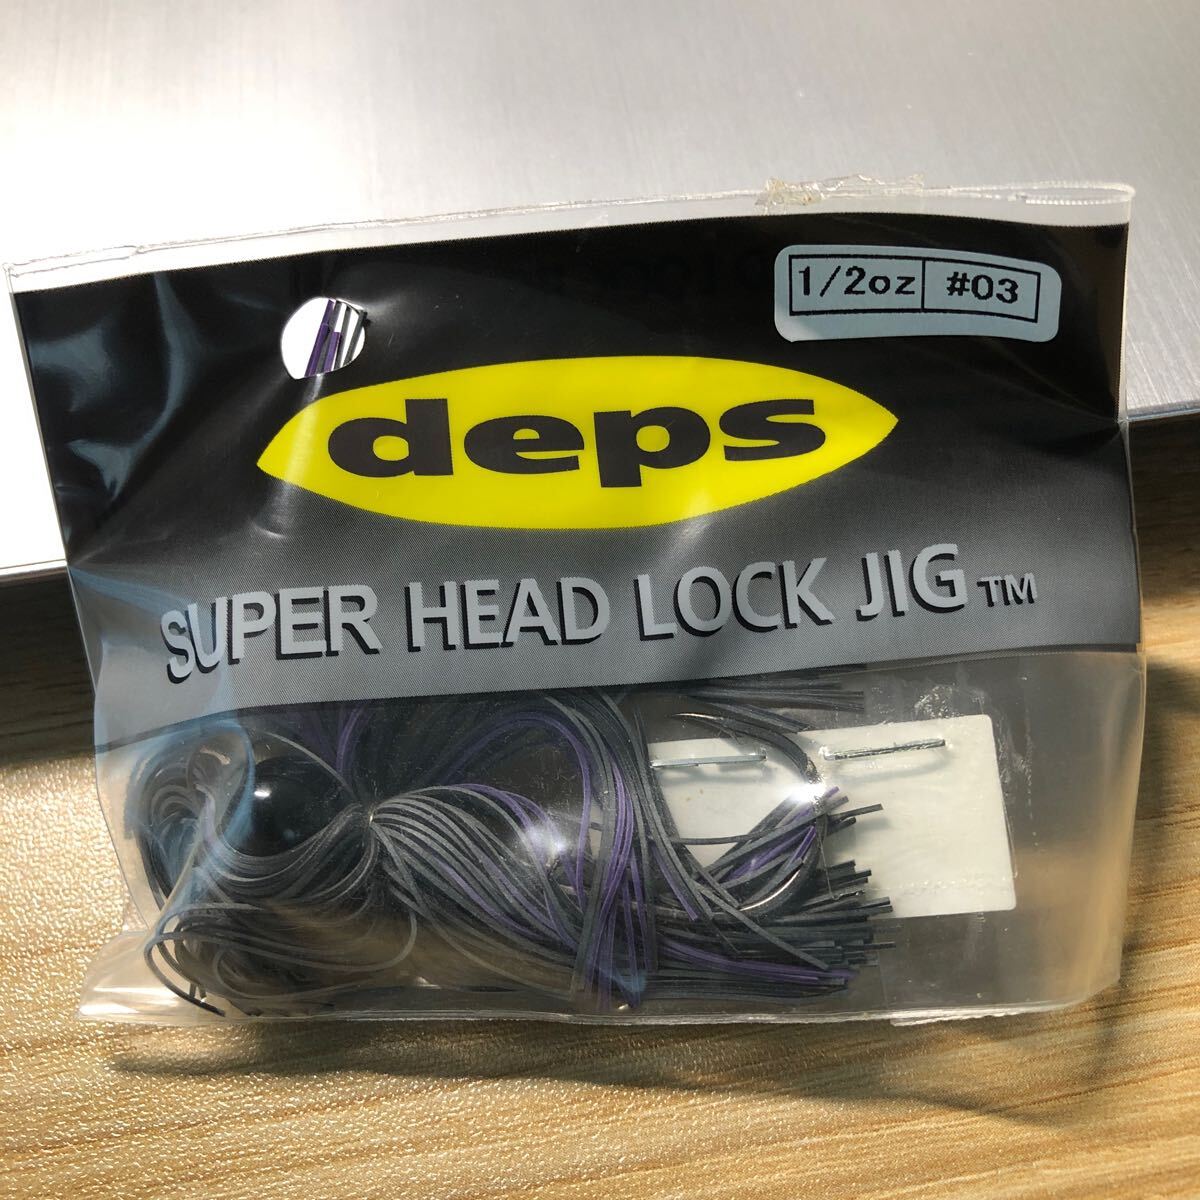 1/2oz #03
deps
SUPER HEAD LOCK JIG™